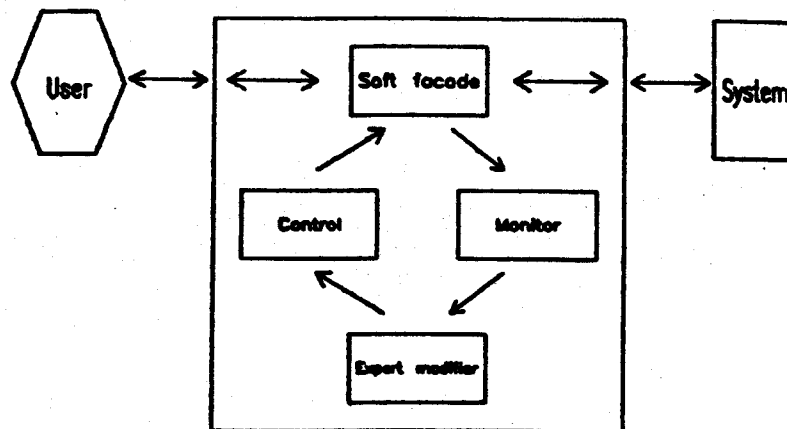 User
Soft facade
System
Control
Monitor
Expert modifier